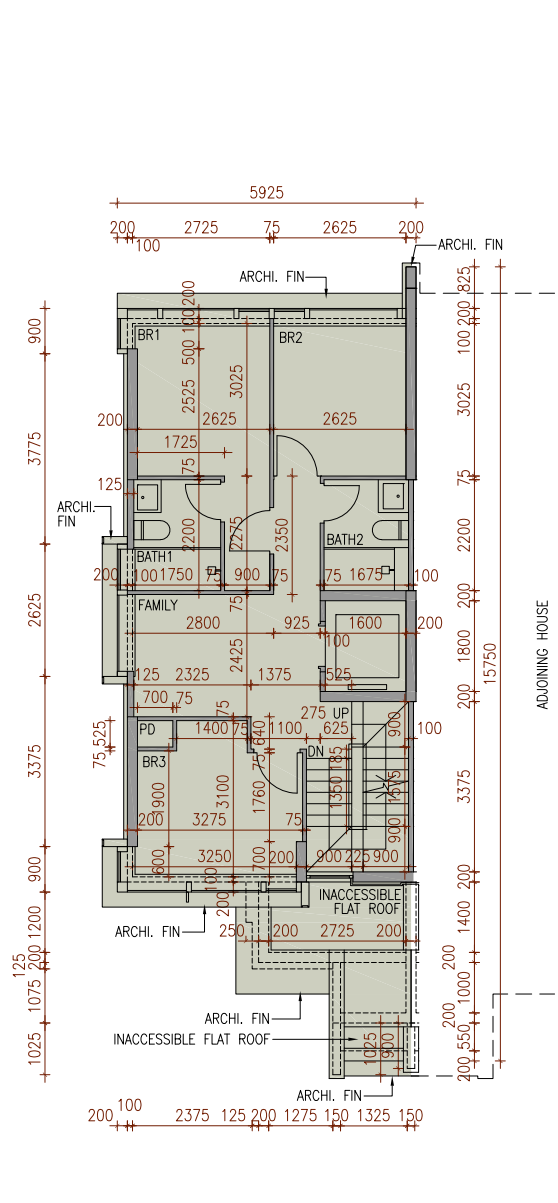 5925
200 2725 75 2625 200
100
ARCHI. FIN
ARCHI. FIN
825
200
200
100
900
100
BR1
BR2
500
3025
2525
3025
200
2625
2625
3775
1725
75
75
125
ARCHI.
FIN
2200
2275
2350
2200
BATH1
BATH2
200 100 1750 75 900 75 75 1675 100
75
200
FAMILY
2625
2800 925 1600 200
100
1800
15750
ADJOINING HOUSE
2425
125 2325 1375 525
700 75
200
275 UP
75
900
525
PD
1400 75 1100 625 100
640
75
DN
75
BR3
185
3375
900
3100
1760
1350
1575
3375
200 3275 75
900
900
600
3250
700
200 900 225 900
200
100
INACCESSIBLE
FLAT ROOF
200
1400
1200
ARCHI. FIN
250 200 2725 200
200
125
200
1075
1000
ARCHI. FIN
200
INACCESSIBLE FLAT ROOF
1025
1025
900
550
200
ARCHI. FIN
100
200 2375 125 200 1275 150 1325 150